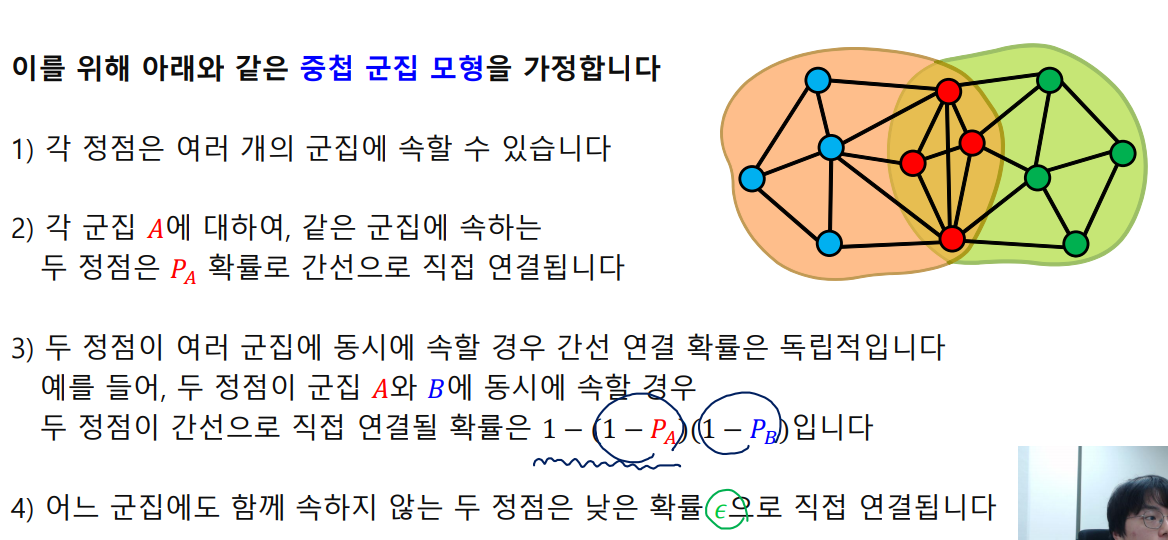 이를 위해 아래와 같은 중첩 군집 모형을 가정합니다
1) 각 정점은 여러 개의 군집에 속할 수 있습니다
2) 각 군집 A에 대하여, 같은 군집에 속하는
두 정점은 P_A 확률로 간선으로 직접 연결됩니다
3) 두 정점이 여러 군집에 동시에 속할 경우 간선 연결 확률은 독립적입니다
예를 들어, 두 정점이 군집 A와 B에 동시에 속할 경우
두 정점이 간선으로 직접 연결될 확률은 1 − (1 − P_A)(1 − P_B)입니다
4) 어느 군집에도 함께 속하지 않는 두 정점은 낮은 확률 ϵ으로 직접 연결됩니다